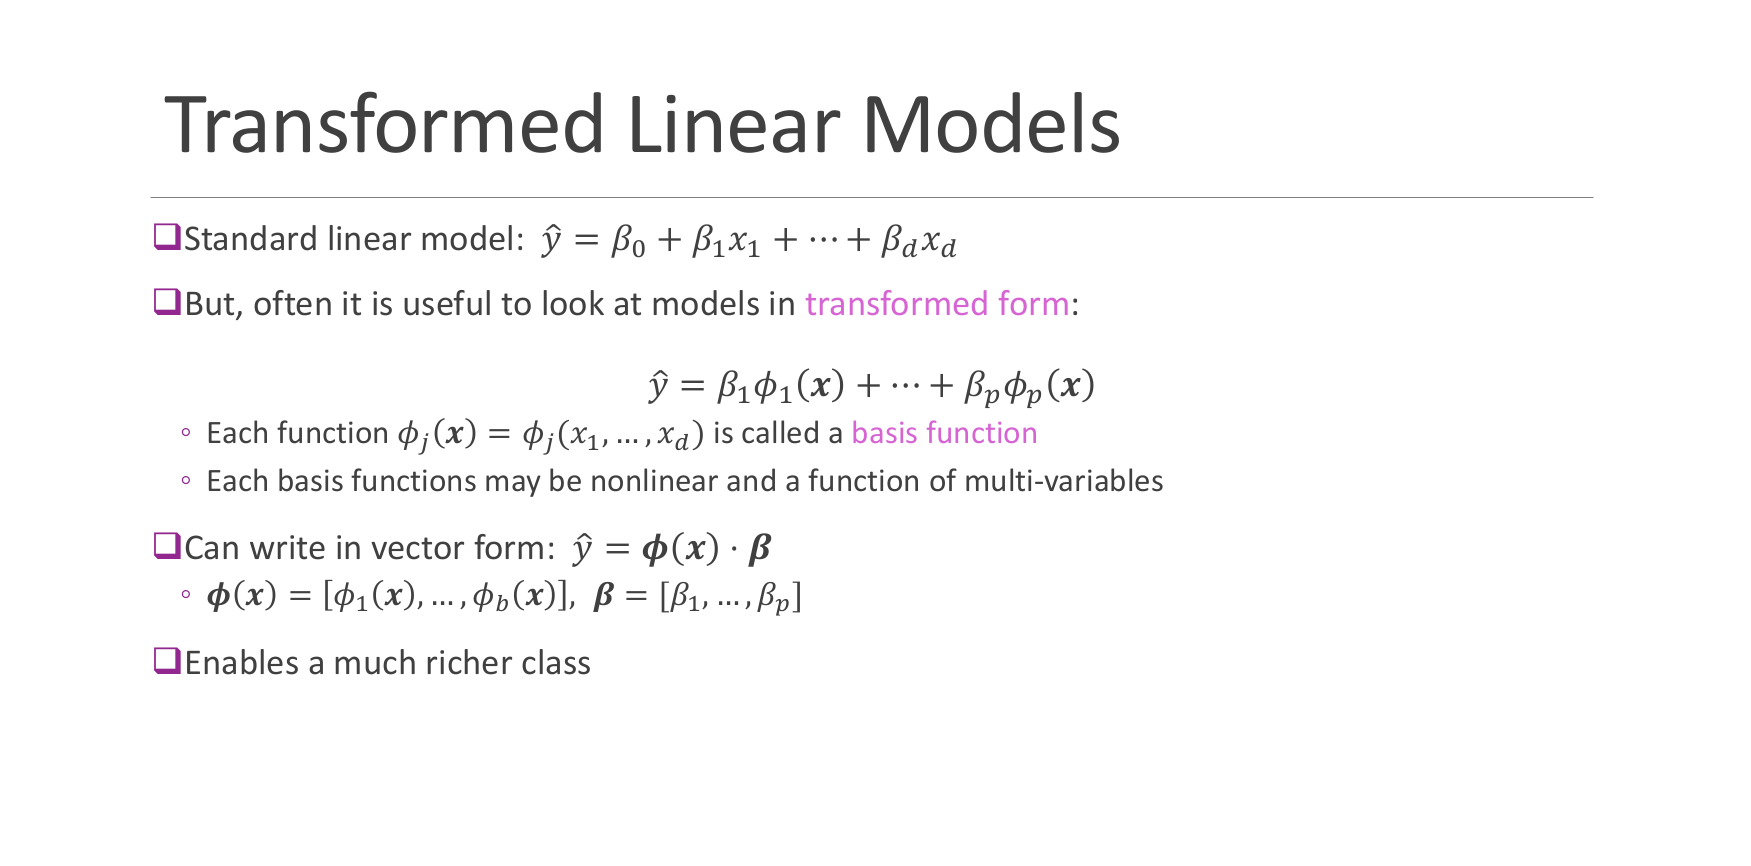 Transformed Linear Models
❑Standard linear model: ŷ = β₀ + β₁x₁ + ⋯ + β_d x_d
❑But, often it is useful to look at models in transformed form:
ŷ = β₁ϕ₁(𝒙) + ⋯ + β_p ϕ_p(𝒙)
◦ Each function ϕ_j(𝒙) = ϕ_j(x₁, … , x_d) is called a basis function
◦ Each basis functions may be nonlinear and a function of multi-variables
❑Can write in vector form: ŷ = 𝝓(𝒙) · 𝜷
◦ 𝝓(𝒙) = [ϕ₁(𝒙), … , ϕ_b(𝒙)], 𝜷 = [β₁, … , β_p]
❑Enables a much richer class